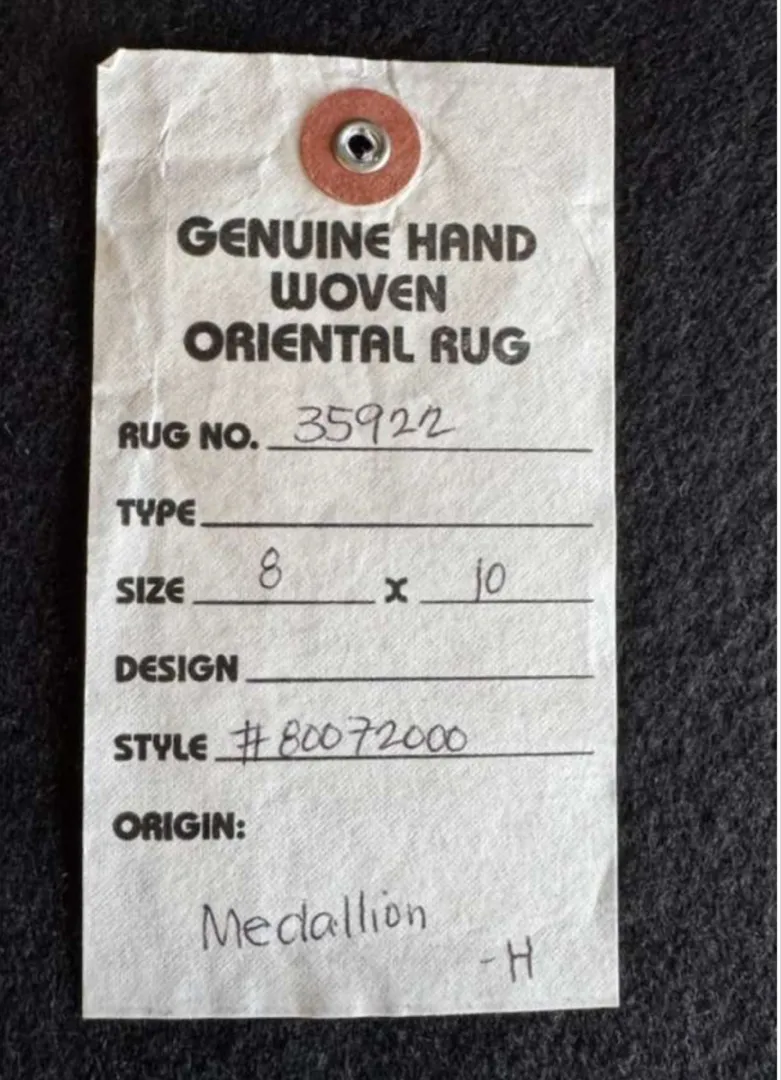 GENUINE HAND
WOVEN
ORIENTAL RUG
RUG NO. 35922
TYPE
SIZE 8 x 10
DESIGN
STYLE #80072000
ORIGIN:
Medallion
-H